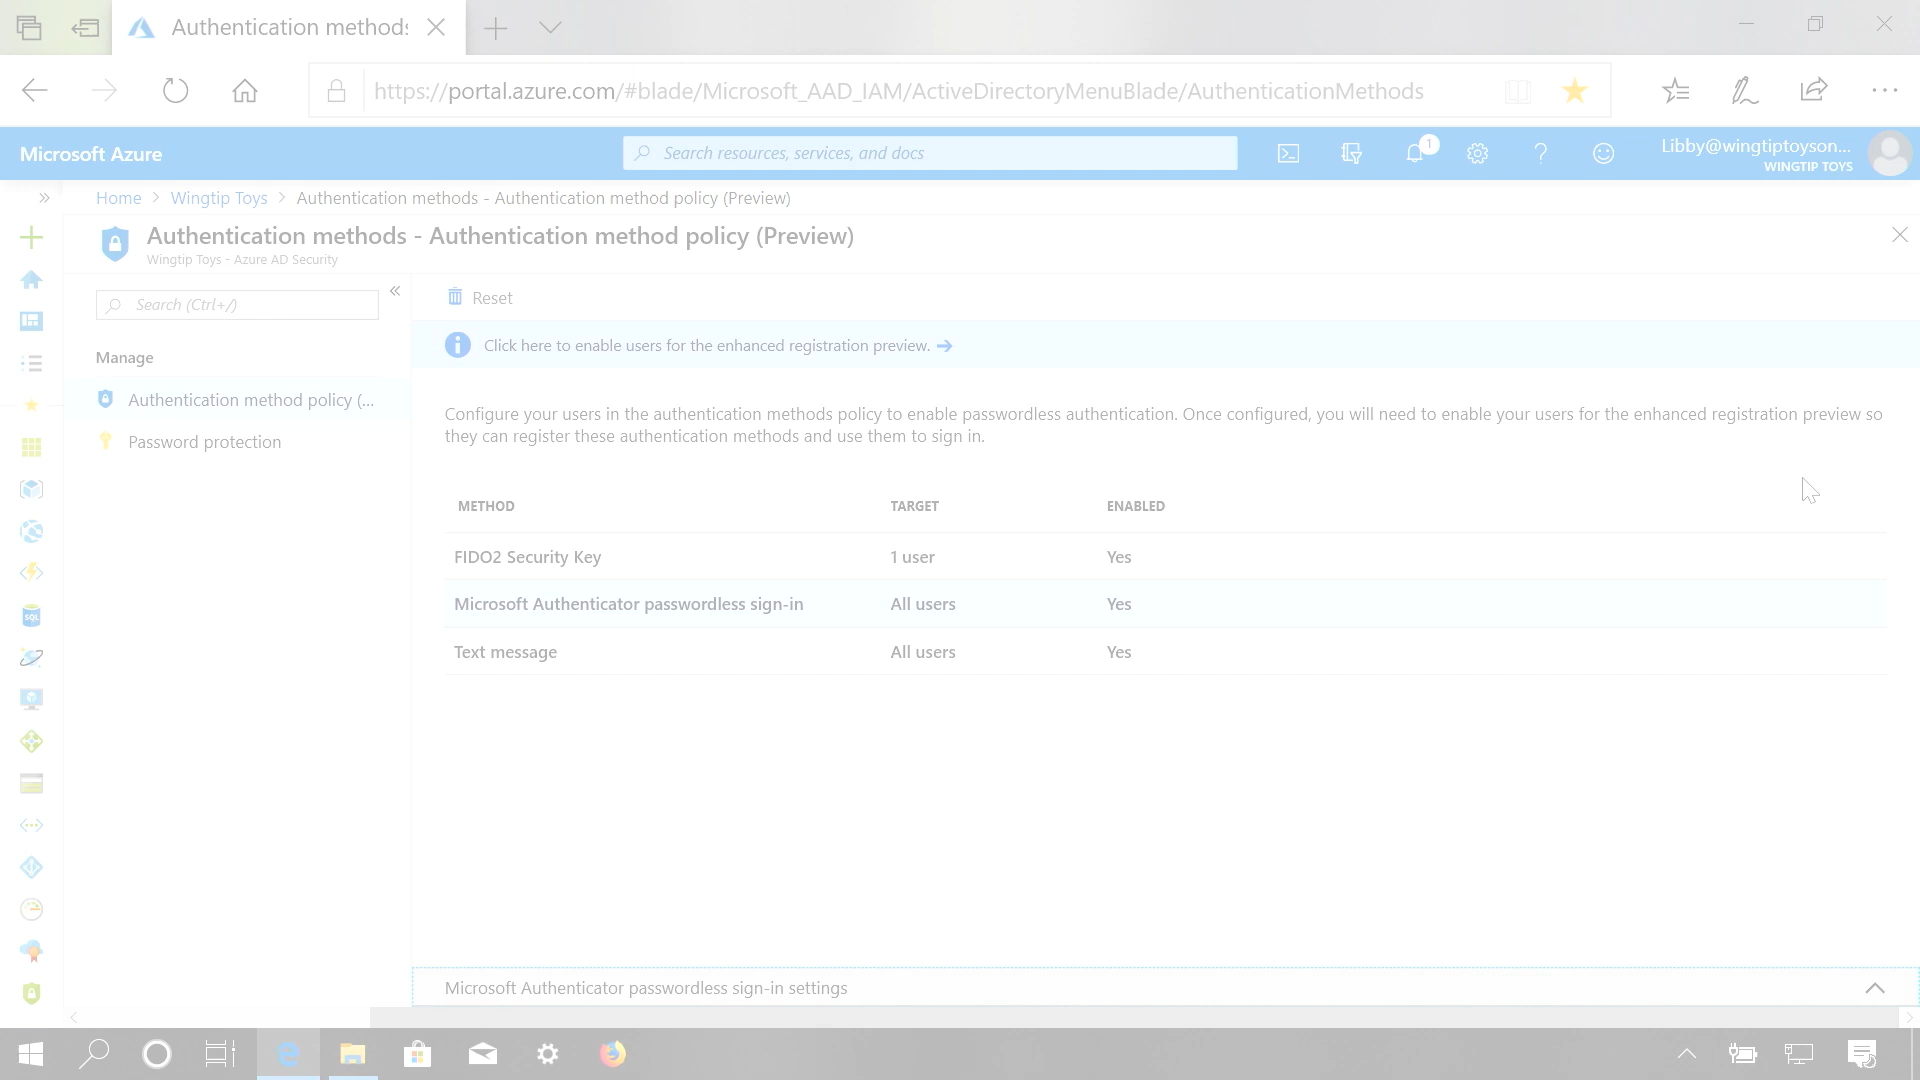 Authentication methods
https://portal.azure.com/#blade/Microsoft_AAD_IAM/ActiveDirectoryMenuBlade/AuthenticationMethods
Microsoft Azure
Search resources, services, and docs
1
Libby@wingtiptoyson...
WINGTIP TOYS
Home > Wingtip Toys > Authentication methods - Authentication method policy (Preview)
Authentication methods - Authentication method policy (Preview)
Wingtip Toys - Azure AD Security
Search (Ctrl+/)
Reset
Click here to enable users for the enhanced registration preview.
Manage
Authentication method policy (...
Password protection
Configure your users in the authentication methods policy to enable passwordless authentication. Once configured, you will need to enable your users for the enhanced registration preview so
they can register these authentication methods and use them to sign in.
METHOD TARGET ENABLED
FIDO2 Security Key 1 user Yes
Microsoft Authenticator passwordless sign-in All users Yes
Text message All users Yes
SQL
Microsoft Authenticator passwordless sign-in settings